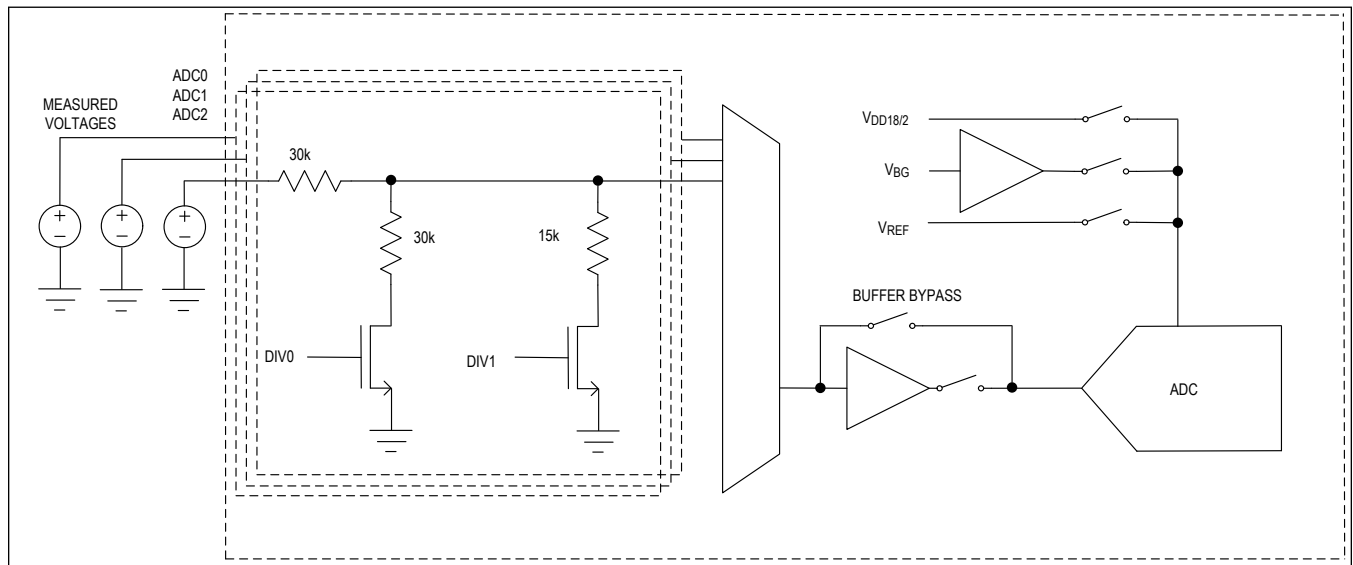 ADC0
ADC1
ADC2
MEASURED
VOLTAGES
30k
30k
15k
DIV0
DIV1
VDD18/2
VBG
VREF
BUFFER BYPASS
ADC